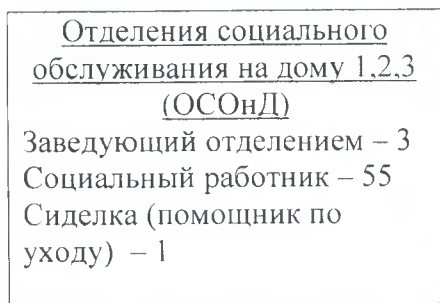 Отделения социального
обслуживания на дому 1,2,3
(ОСОнД)
Заведующий отделением – 3
Социальный работник – 55
Сиделка (помощник по
уходу) – 1